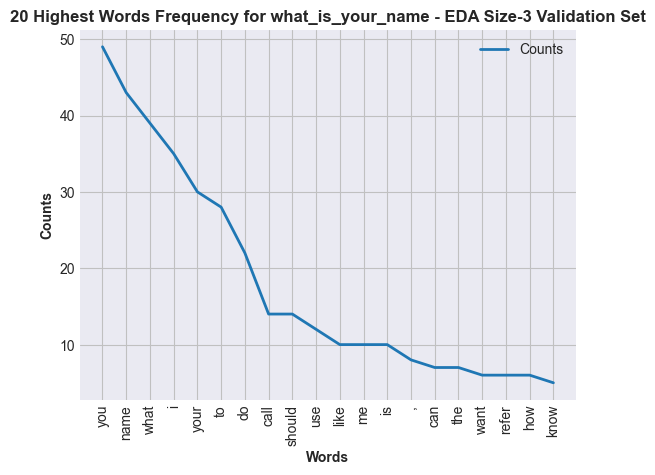 20 Highest Words Frequency for what_is_your_name - EDA Size-3 Validation Set
Counts
50
40
30
20
10
Counts
you
name
what
i
your
to
do
call
should
use
like
me
is
,
can
the
want
refer
how
know
Words